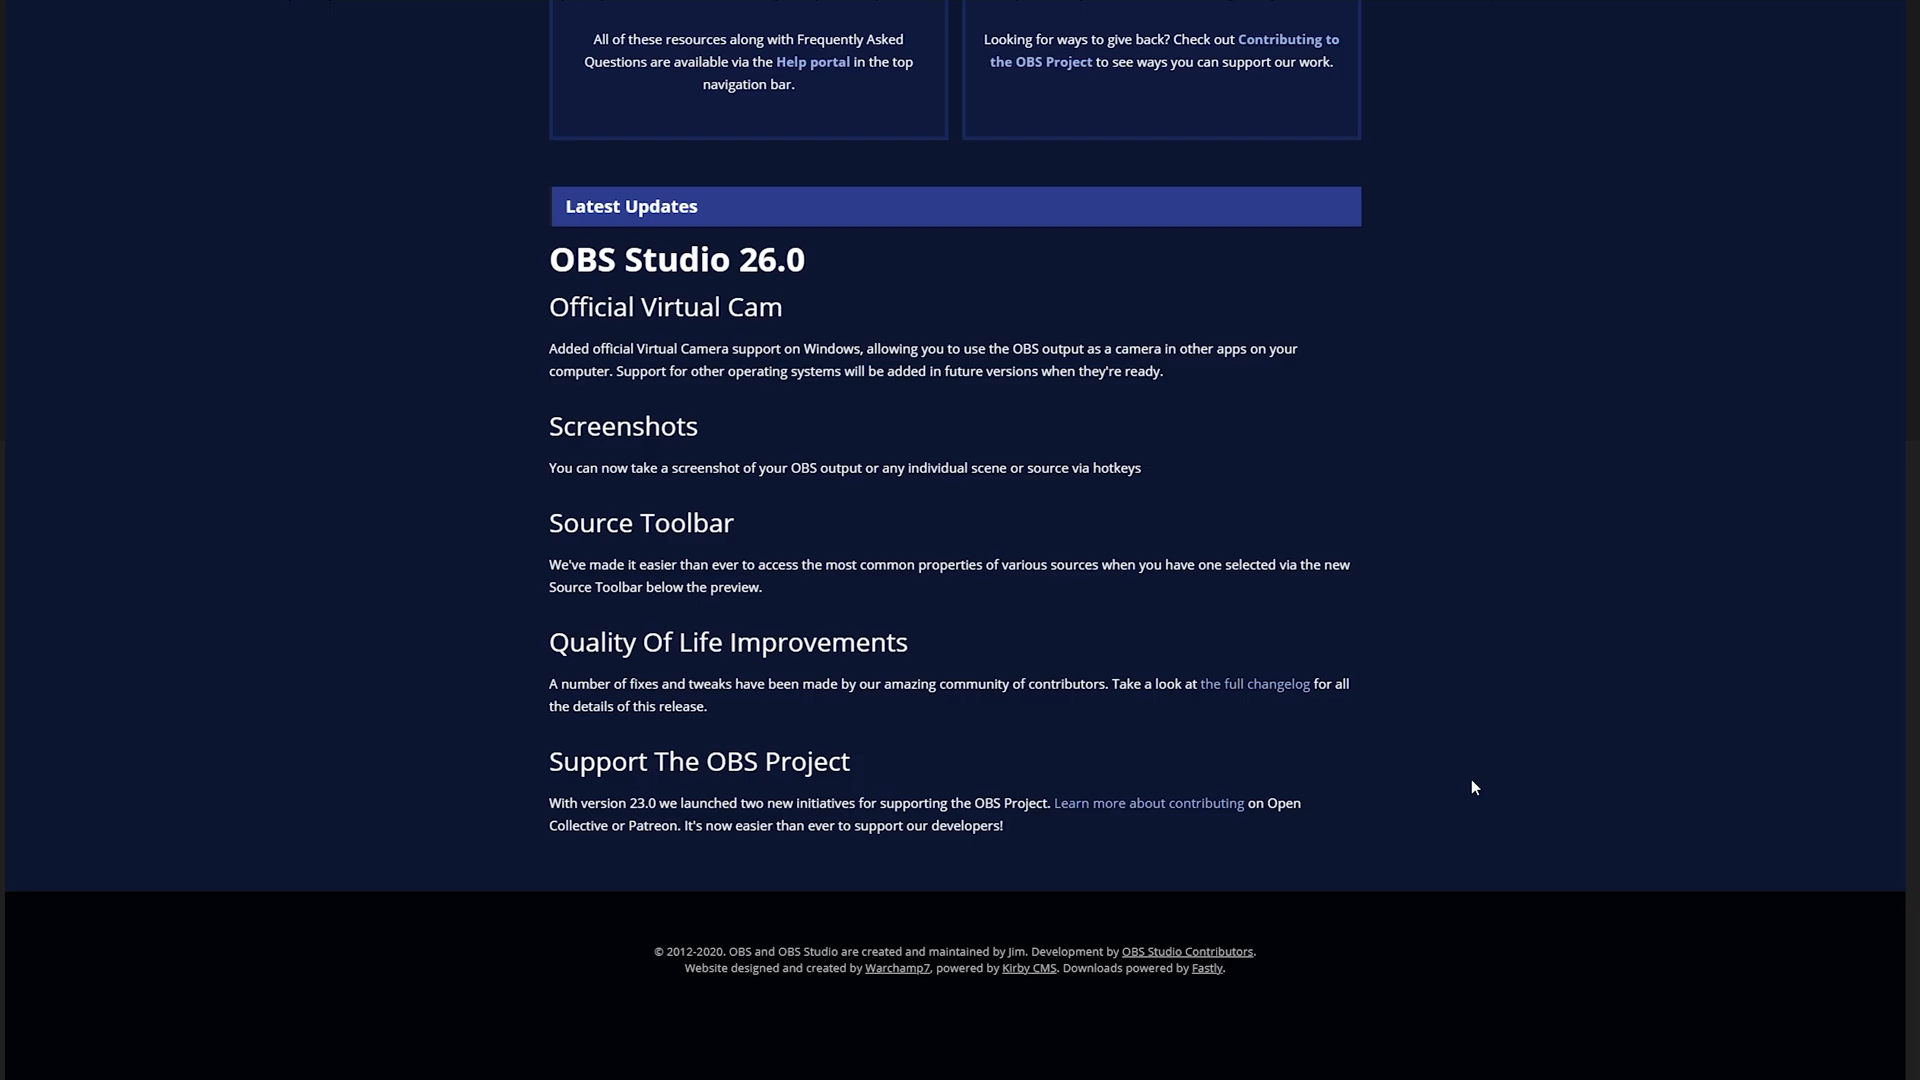 All of these resources along with Frequently Asked
Questions are available via the Help portal in the top
navigation bar.
Looking for ways to give back? Check out Contributing to
the OBS Project to see ways you can support our work.
Latest Updates
OBS Studio 26.0
Official Virtual Cam
Added official Virtual Camera support on Windows, allowing you to use the OBS output as a camera in other apps on your
computer. Support for other operating systems will be added in future versions when they're ready.
Screenshots
You can now take a screenshot of your OBS output or any individual scene or source via hotkeys
Source Toolbar
We've made it easier than ever to access the most common properties of various sources when you have one selected via the new
Source Toolbar below the preview.
Quality Of Life Improvements
A number of fixes and tweaks have been made by our amazing community of contributors. Take a look at the full changelog for all
the details of this release.
Support The OBS Project
With version 23.0 we launched two new initiatives for supporting the OBS Project. Learn more about contributing on Open
Collective or Patreon. It's now easier than ever to support our developers!
© 2012-2020. OBS and OBS Studio are created and maintained by Jim. Development by OBS Studio Contributors.
Website designed and created by Warchamp7, powered by Kirby CMS. Downloads powered by Fastly.